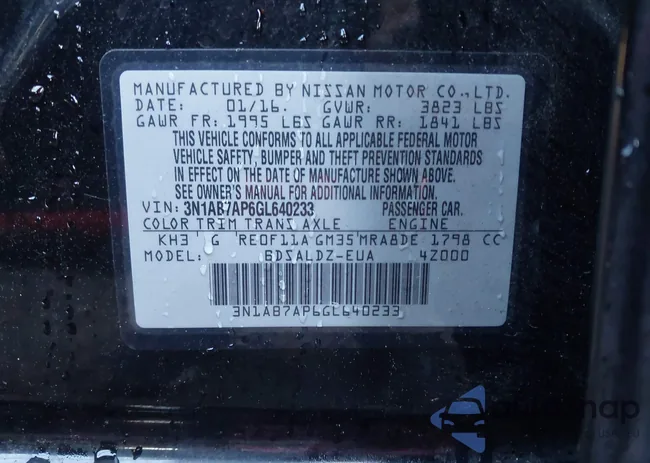 MANUFACTURED BY NISSAN MOTOR CO.,LTD.
DATE: 01/16. GVWR: 3823 LBS
GAWR FR: 1995 LBS GAWR RR: 1841 LBS
THIS VEHICLE CONFORMS TO ALL APPLICABLE FEDERAL MOTOR
VEHICLE SAFETY, BUMPER AND THEFT PREVENTION STANDARDS
IN EFFECT ON THE DATE OF MANUFACTURE SHOWN ABOVE.
SEE OWNER'S MANUAL FOR ADDITIONAL INFORMATION.
VIN: 3N1AB7AP6GL640233 PASSENGER CAR.
COLOR TRIM TRANS AXLE ENGINE
KH3 G RE0F11A GM35 MRA8DE 1798 CC
MODEL: BDSALDZ-EUA 4Z000
3N1AB7AP6GL640233